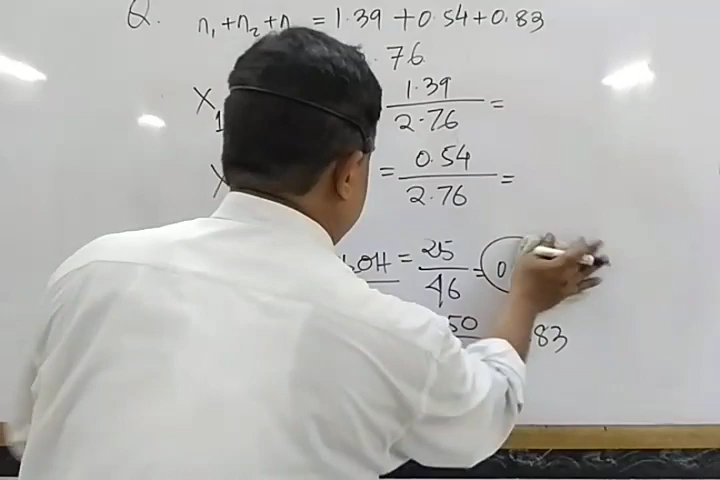 Q. n₁+n₂+n = 1.39 + 0.54 + 0.83
.76
X₁ 1.39 / 2.76 =
X = 0.54 / 2.76 =
OH = 25 / 46 = 0
50 83